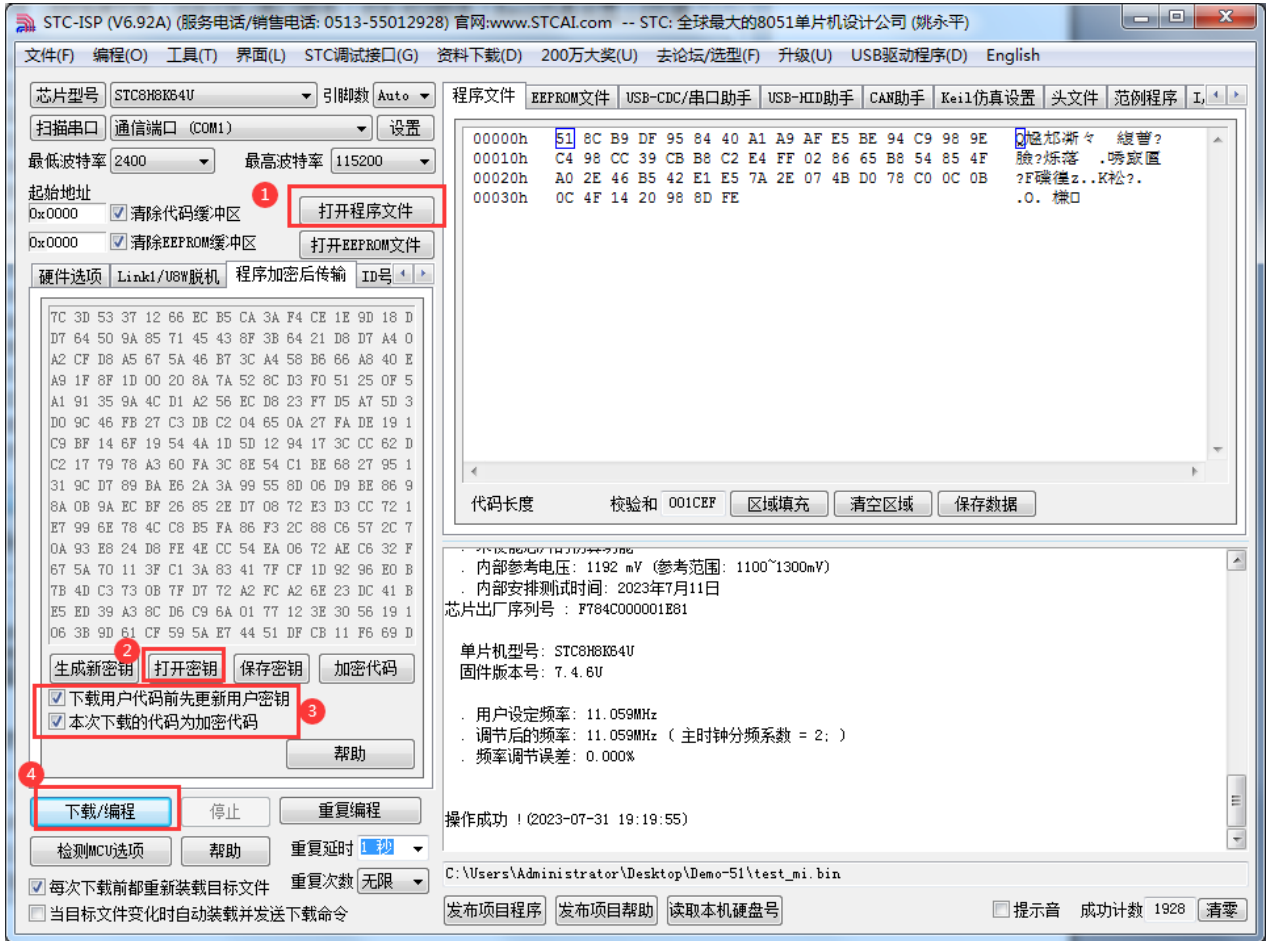 STC-ISP (V6.92A) (服务电话/销售电话: 0513-55012928) 官网:www.STCAI.com -- STC: 全球最大的8051单片机设计公司 (姚永平)
文件(F) 编程(O) 工具(T) 界面(L) STC调试接口(G) 资料下载(D) 200万大奖(U) 去论坛/选型(F) 升级(U) USB驱动程序(D) English
芯片型号 STC8H8K64U 引脚数 Auto
扫描串口 通信端口 (COM1) 设置
最低波特率 2400 最高波特率 115200
起始地址
0x0000 清除代码缓冲区 1 打开程序文件
0x0000 清除EEPROM缓冲区 打开EEPROM文件
硬件选项 Link1/U8W脱机 程序加密后传输 ID号
7C 3D 53 37 12 66 EC B5 CA 3A F4 CE 1E 9D 18 D
D7 64 50 9A 85 71 45 43 8F 3B 64 21 D8 D7 A4 0
A2 CF D8 A5 67 5A 46 B7 3C A4 58 B6 66 A8 40 E
A9 1F 8F 1D 00 20 8A 7A 52 8C D3 F0 51 25 0F 5
A1 91 35 9A 4C D1 A2 56 EC D8 23 F7 D5 A7 5D 3
D0 9C 46 FB 27 C3 DB C2 04 65 0A 27 FA DE 19 1
C9 BF 14 6F 19 54 4A 1D 5D 12 94 17 3C CC 62 D
C2 17 79 78 A3 60 FA 3C 8E 54 C1 BE 68 27 95 1
31 9C D7 89 BA E6 2A 3A 99 55 8D 06 D9 BE 86 9
8A 0B 9A EC BF 26 85 2E D7 08 72 E3 D3 CC 72 1
E7 99 6E 78 4C C8 B5 FA 86 F3 2C 88 C6 57 2C 7
0A 93 E8 24 D8 FE 4E CC 54 EA 06 72 AE C6 32 F
67 5A 70 11 3F C1 3A 83 41 7F CF 1D 92 96 E0 B
7B 4D C3 73 0B 7F D7 72 A2 FC A2 6E 23 DC 41 B
E5 ED 39 A3 8C D6 C9 6A 01 77 12 3E 30 56 19 1
06 3B 9D 61 CF 59 5A E7 44 51 DF CB 11 F6 69 D
2
生成新密钥 打开密钥 保存密钥 加密代码
下载用户代码前先更新用户密钥
本次下载的代码为加密代码
3
帮助
4
下载/编程 停止 重复编程
检测MCU选项 帮助 重复延时 1 秒
每次下载前都重新装载目标文件 重复次数 无限
当目标文件变化时自动装载并发送下载命令
程序文件 EEPROM文件 USB-CDC/串口助手 USB-HID助手 CAN助手 Keil仿真设置 头文件 范例程序
00000h 51 8C B9 DF 95 84 40 A1 A9 AF E5 BE 94 C9 98 9E
00010h C4 98 CC 39 CB B8 C2 E4 FF 02 86 65 B8 54 85 4F
00020h A0 2E 46 B5 42 E1 E5 7A 2E 07 4B D0 78 C0 0C 0B
00030h 0C 4F 14 20 98 8D FE
代码长度 校验和 001CEF 区域填充 清空区域 保存数据
. 内部参考电压: 1192 mV (参考范围: 1100~1300mV)
. 内部安排测试时间: 2023年7月11日
芯片出厂序列号 : F784C000001E81
单片机型号: STC8H8K64U
固件版本号: 7.4.6U
. 用户设定频率: 11.059MHz
. 调节后的频率: 11.059MHz ( 主时钟分频系数 = 2; )
. 频率调节误差: 0.000%
操作成功 !(2023-07-31 19:19:55)
C:\Users\Administrator\Desktop\Demo-51\test_mi.bin
发布项目程序 发布项目帮助 读取本机硬盘号 提示音 成功计数 1928 清零